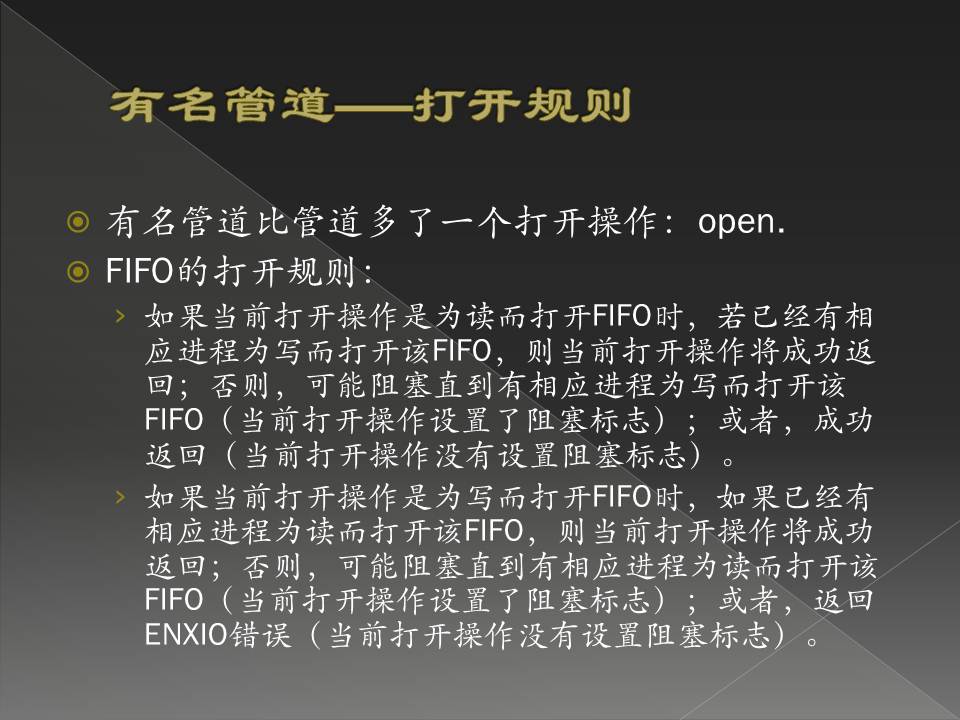 有名管道——打开规则
有名管道比管道多了一个打开操作：open.
FIFO的打开规则：
如果当前打开操作是为读而打开FIFO时，若已经有相
应进程为写而打开该FIFO，则当前打开操作将成功返
回；否则，可能阻塞直到有相应进程为写而打开该
FIFO（当前打开操作设置了阻塞标志）；或者，成功
返回（当前打开操作没有设置阻塞标志）。
如果当前打开操作是为写而打开FIFO时，如果已经有
相应进程为读而打开该FIFO，则当前打开操作将成功
返回；否则，可能阻塞直到有相应进程为读而打开该
FIFO（当前打开操作设置了阻塞标志）；或者，返回
ENXIO错误（当前打开操作没有设置阻塞标志）。